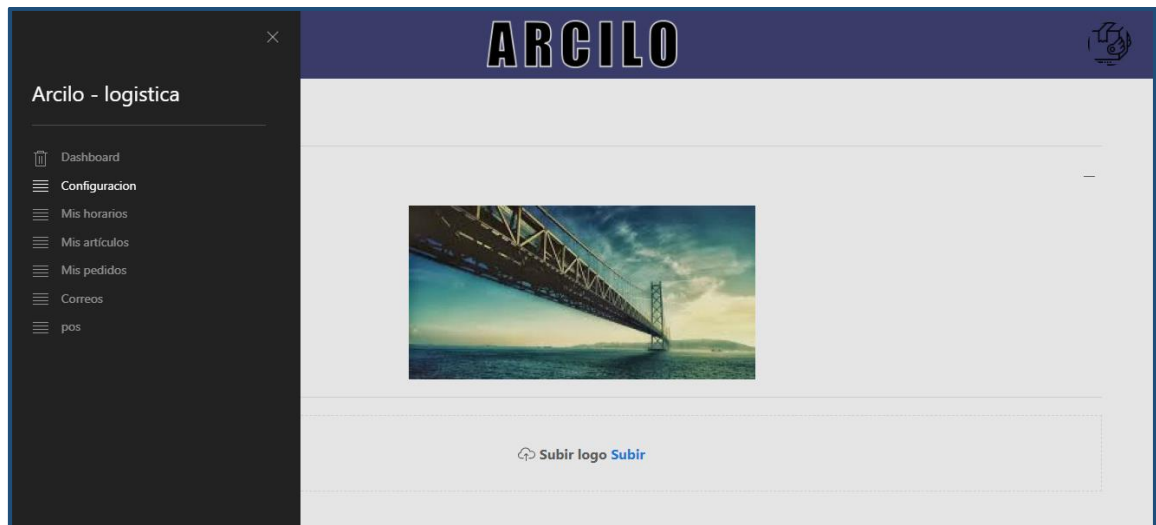 ARCILO
Arcilo - logistica
Dashboard
Configuracion
Mis horarios
Mis artículos
Mis pedidos
Correos
pos
Subir logo Subir